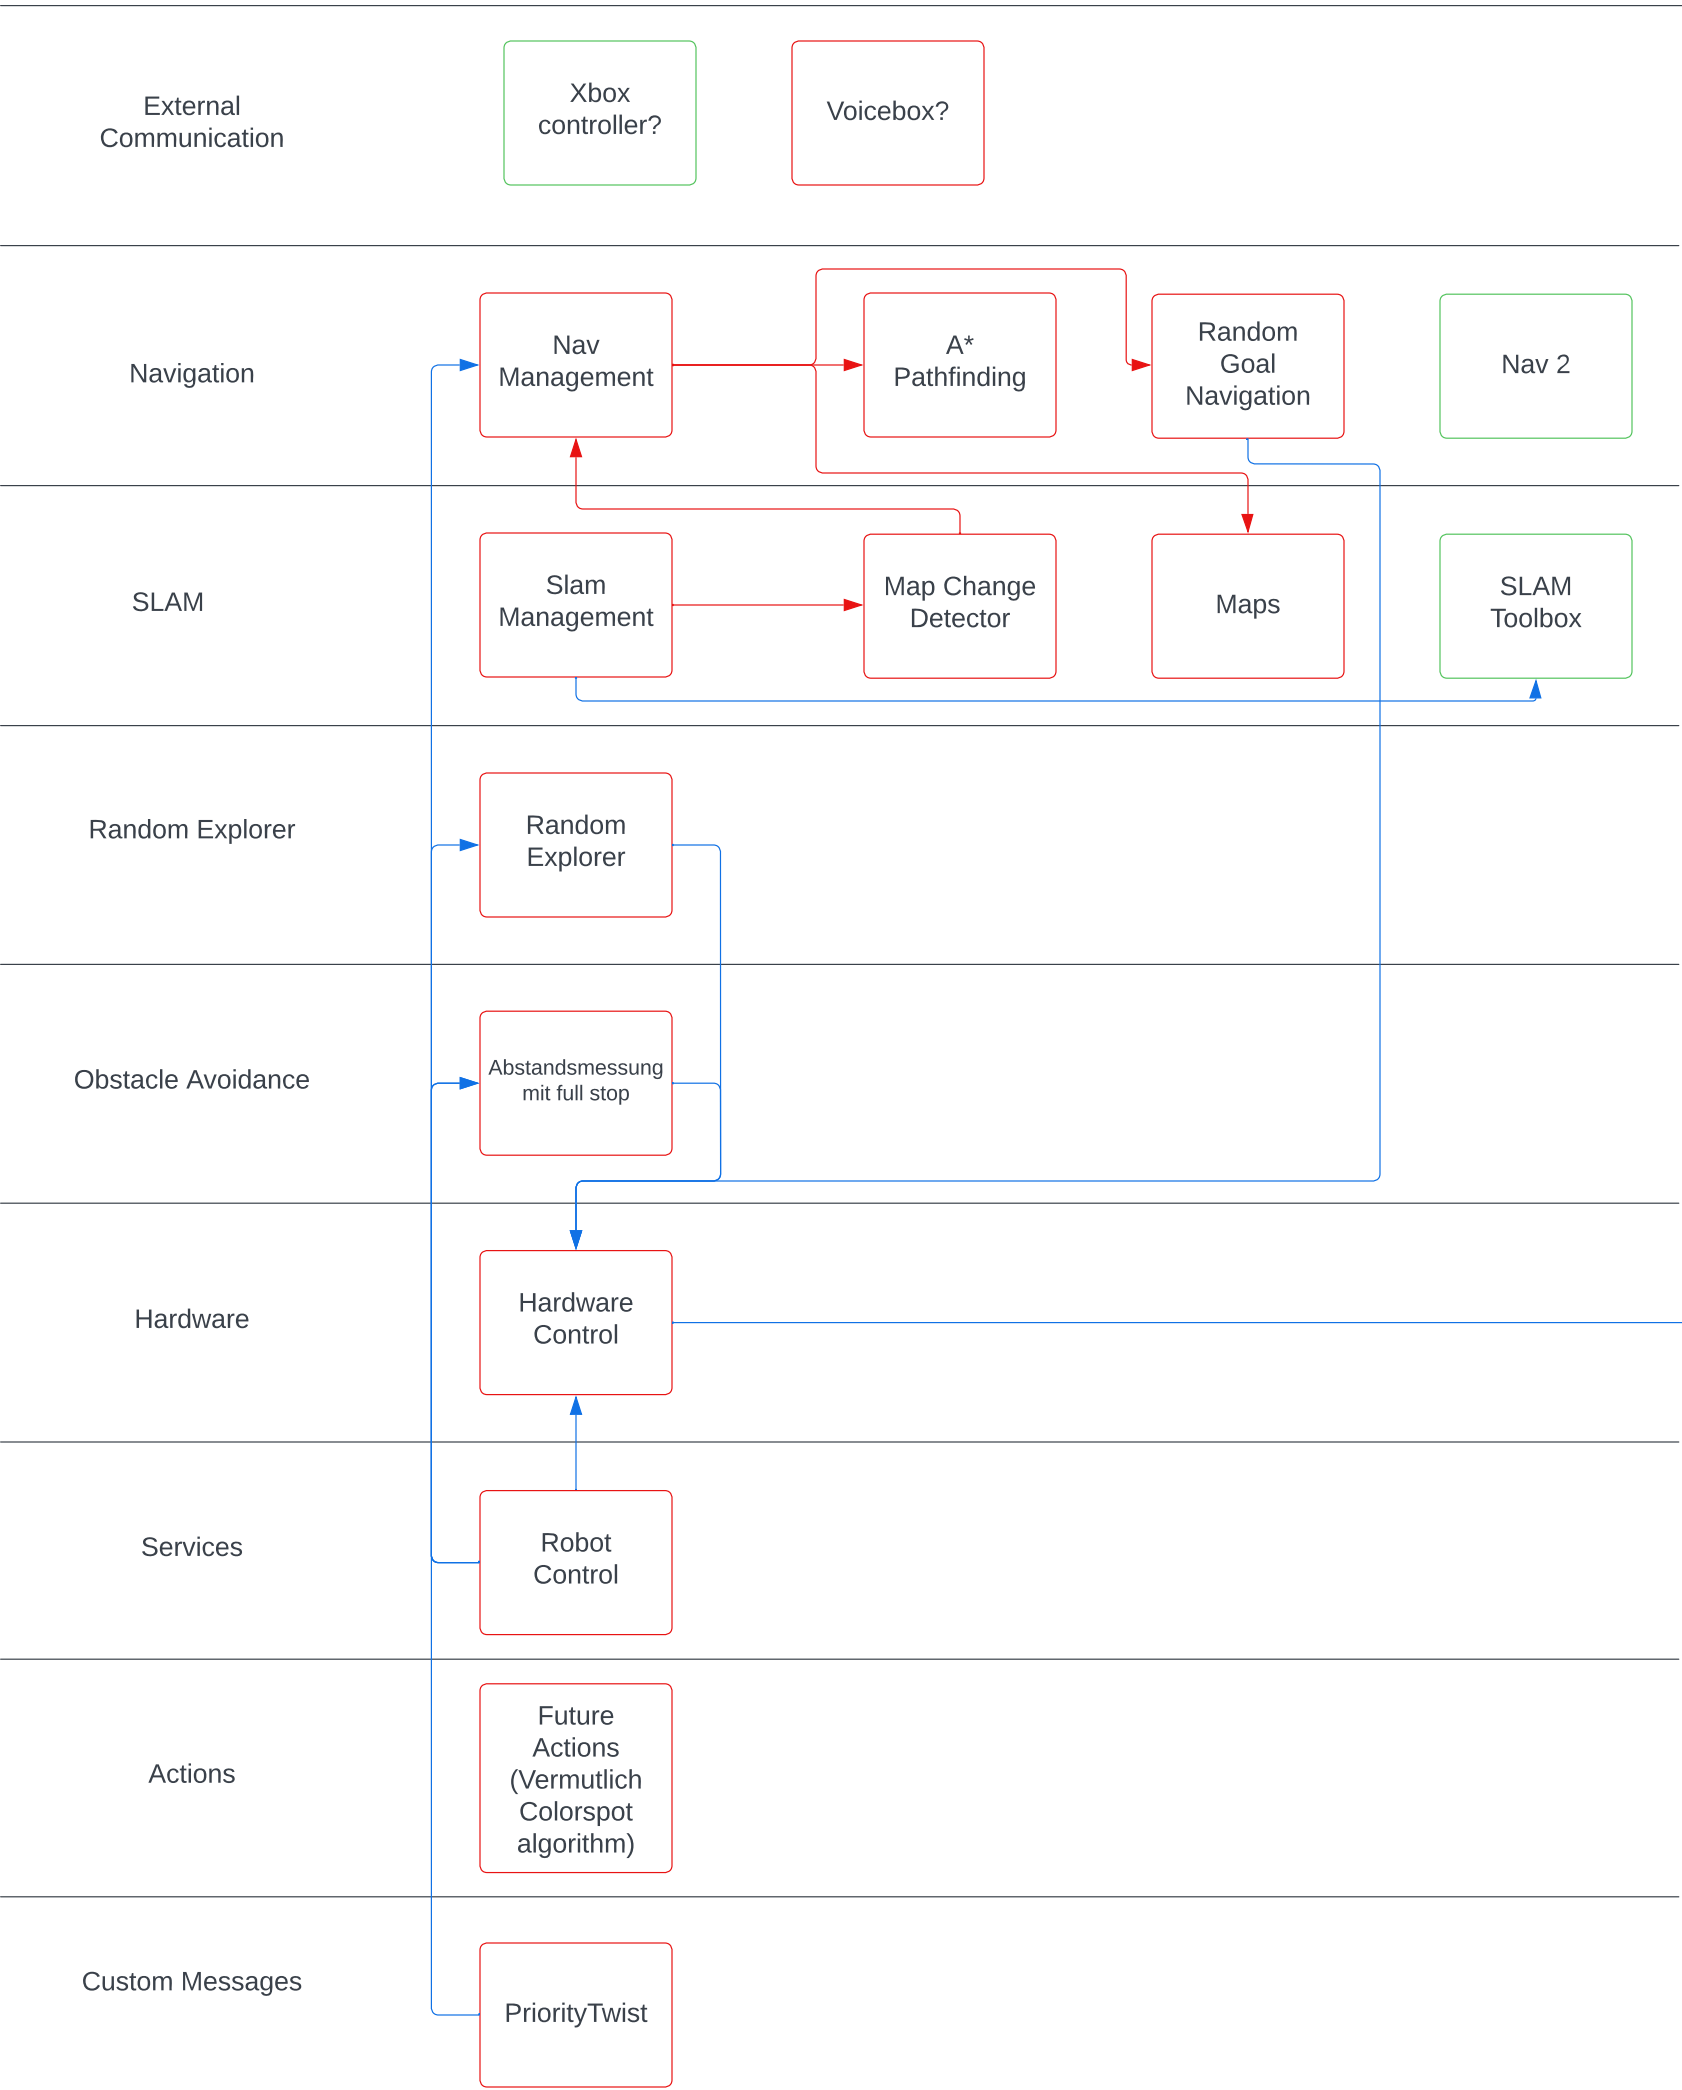 External
Communication
Xbox
controller?
Voicebox?
Navigation
Nav
Management
A*
Pathfinding
Random
Goal
Navigation
Nav 2
SLAM
Slam
Management
Map Change
Detector
Maps
SLAM
Toolbox
Random Explorer
Random
Explorer
Obstacle Avoidance
Abstandsmessung
mit full stop
Hardware
Hardware
Control
Services
Robot
Control
Actions
Future
Actions
(Vermutlich
Colorspot
algorithm)
Custom Messages
PriorityTwist